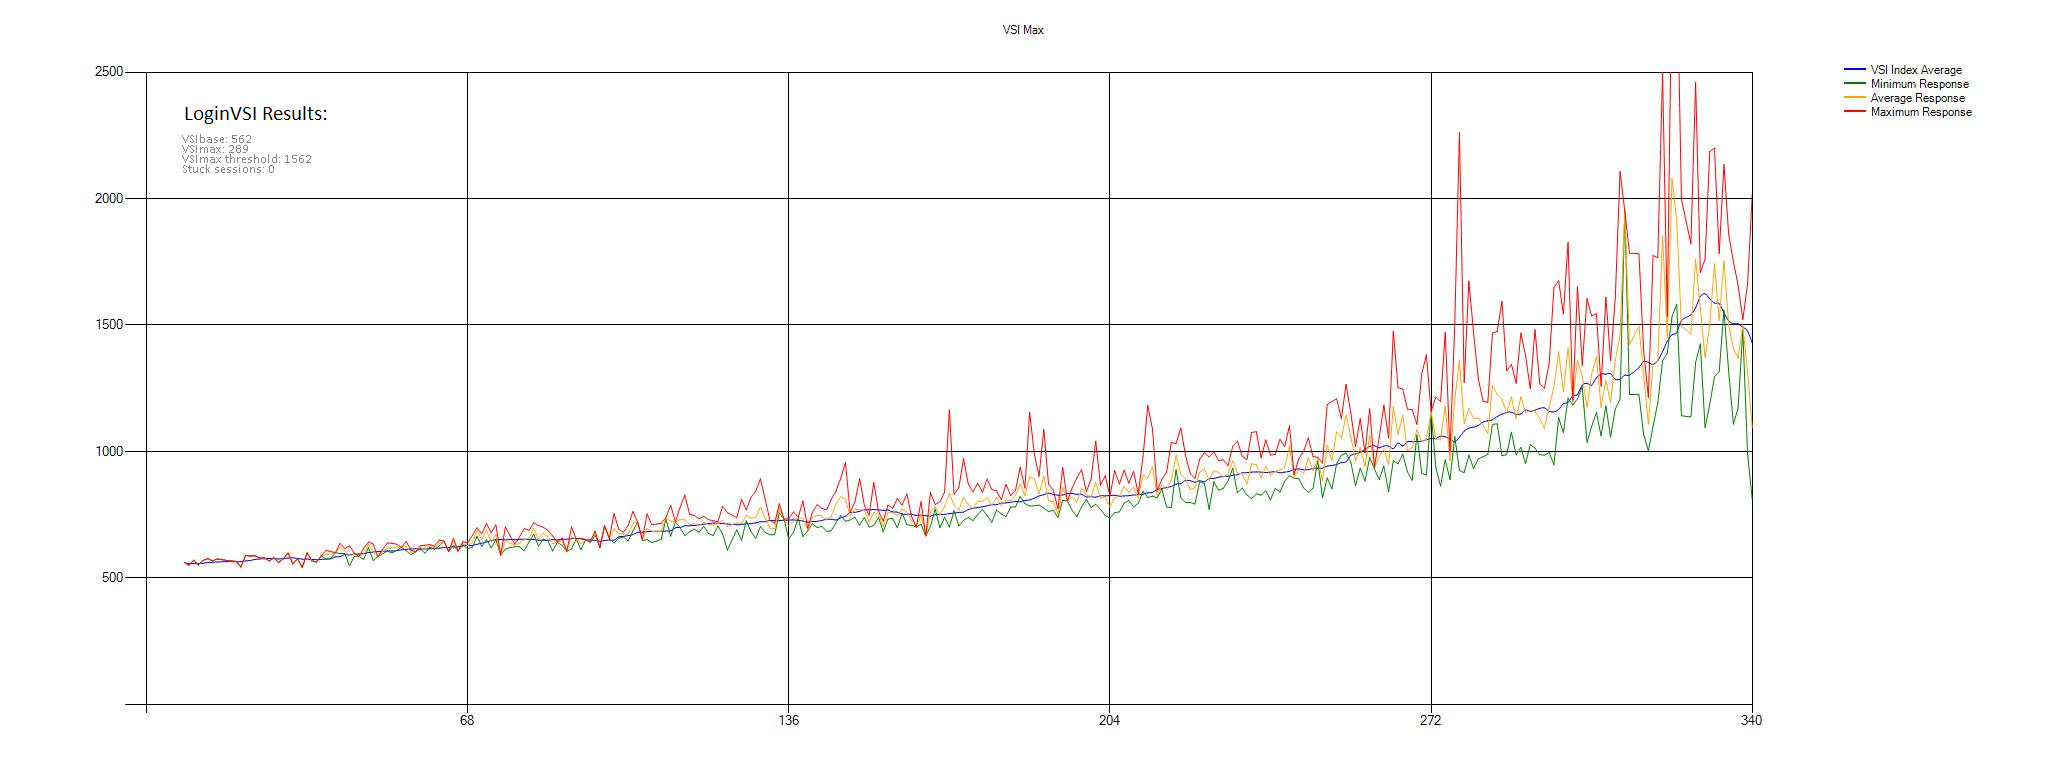 VSI Max
2500
2000
1500
1000
500
LoginVSI Results:
VSIbase: 562
VSImax: 289
VSImax threshold: 1562
Stuck sessions: 0
VSI Index Average
Minimum Response
Average Response
Maximum Response
68 136 204 272 340